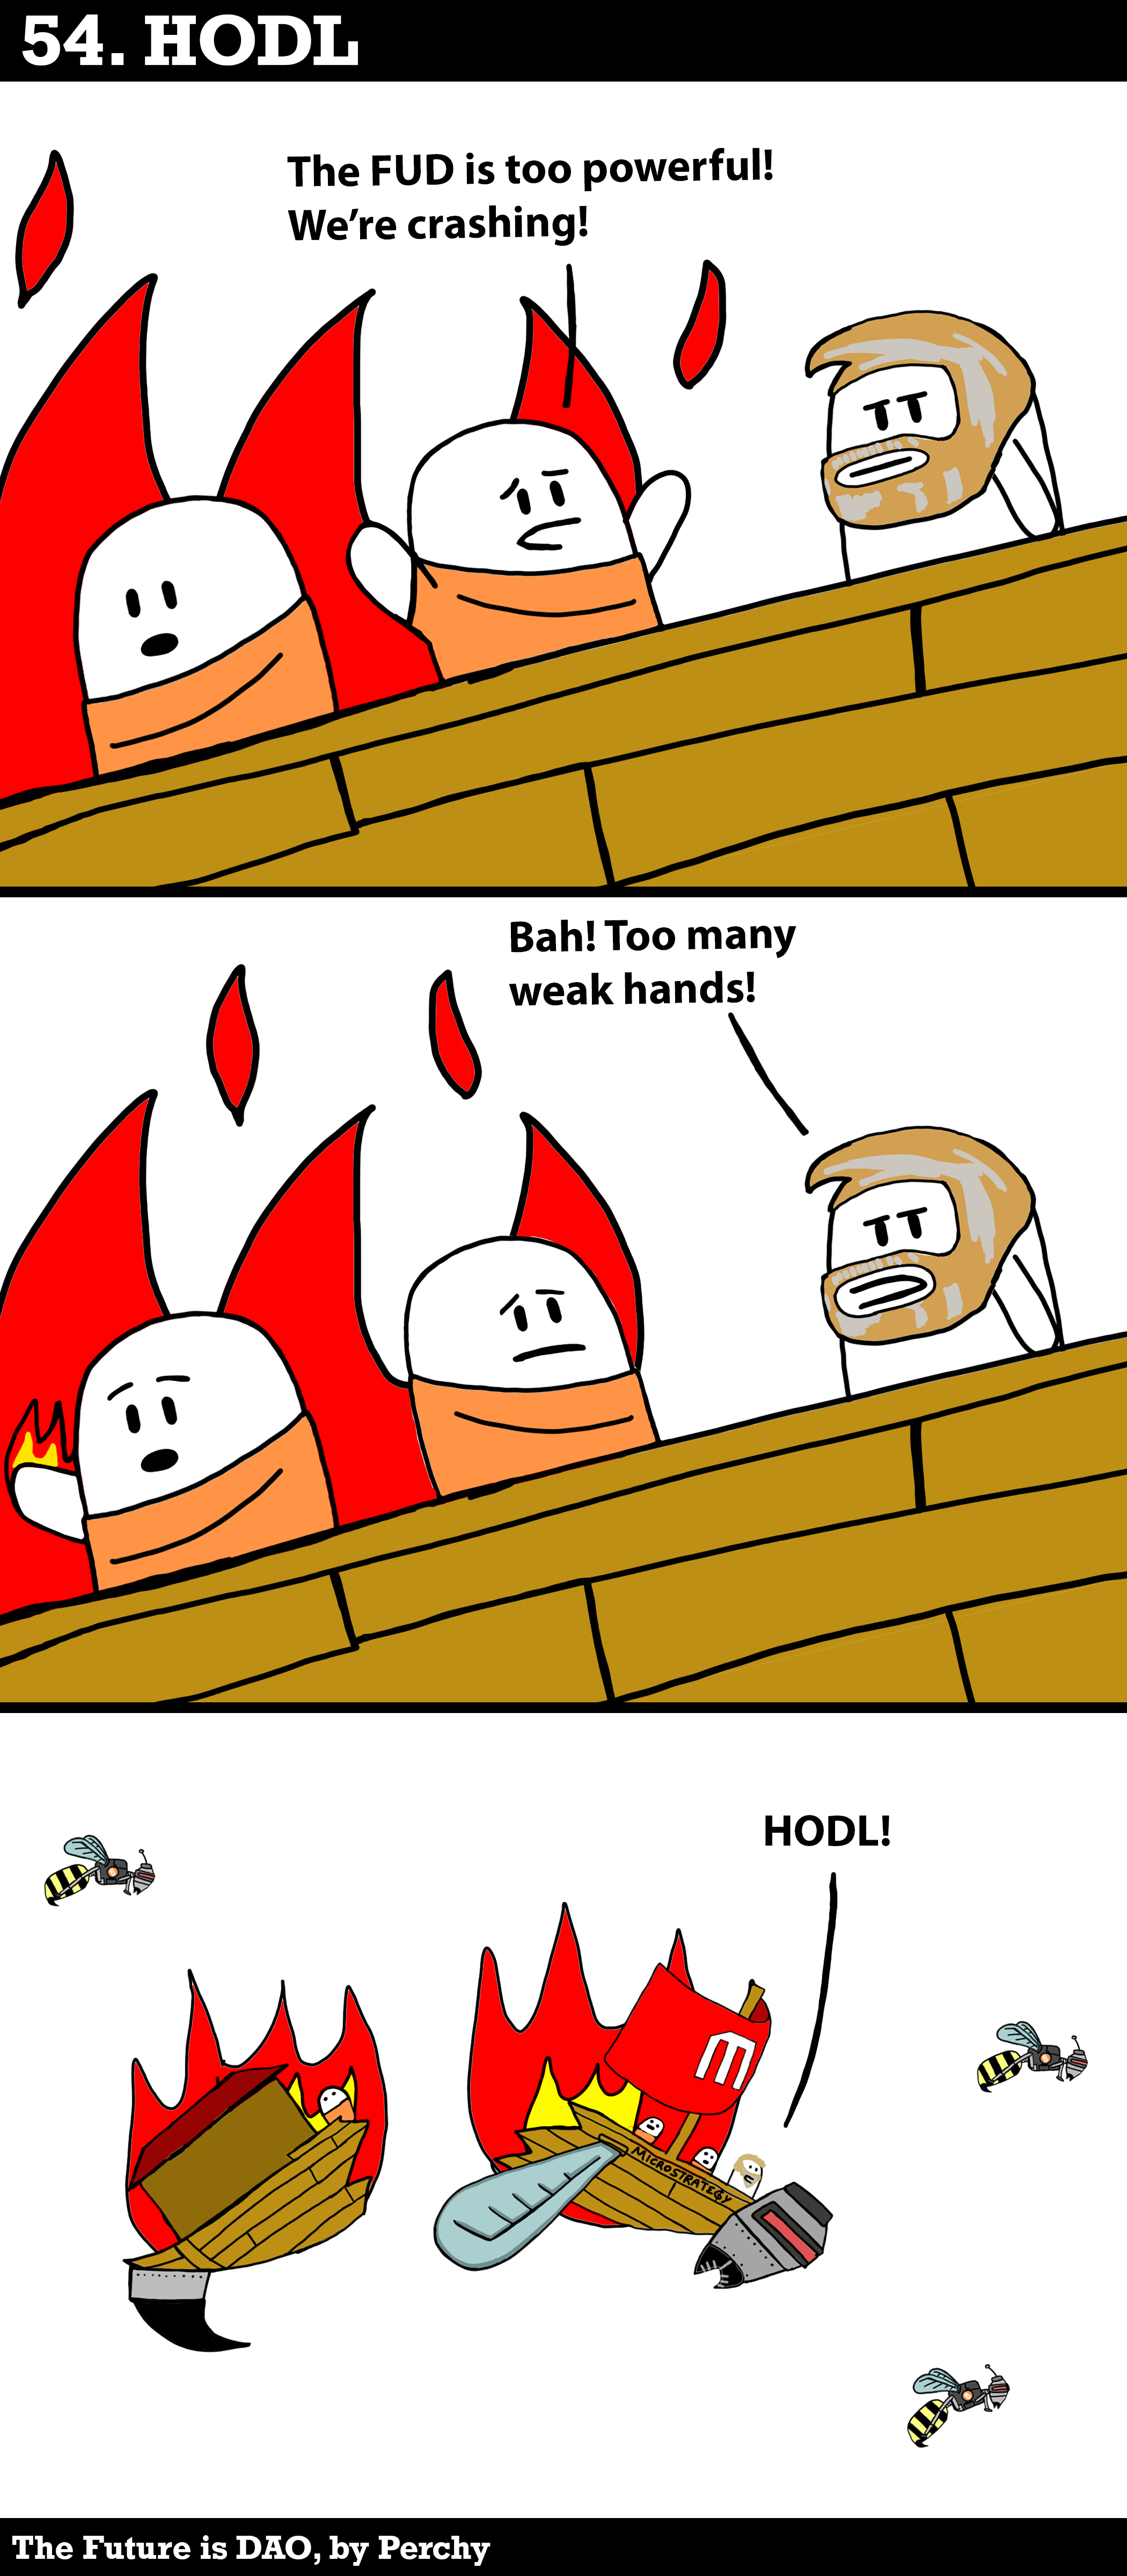 54. HODL
The FUD is too powerful!
We're crashing!
Bah! Too many
weak hands!
HODL!
M
MICROSTRATEGY
The Future is DAO, by Perchy